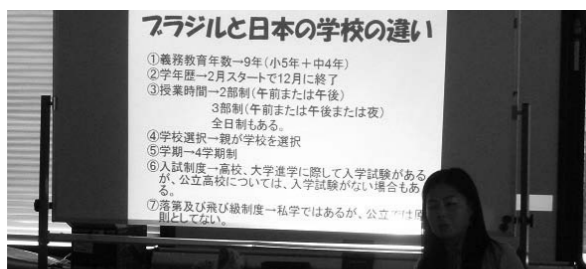 ブラジルと日本の学校の違い
①義務教育年数→9年(小5年＋中4年)
②学年歴→2月スタートで12月に終了
③授業時間→2部制(午前または午後)
3部制(午前または午後または夜)
全日制もある。
④学校選択→親が学校を選択
⑤学期→4学期制
⑥入試制度→高校、大学進学に際して入学試験がある
が、公立高校については、入学試験がない場合もあ
る。
⑦落第及び飛び級制度→私学ではあるが、公立では原
則としてない。